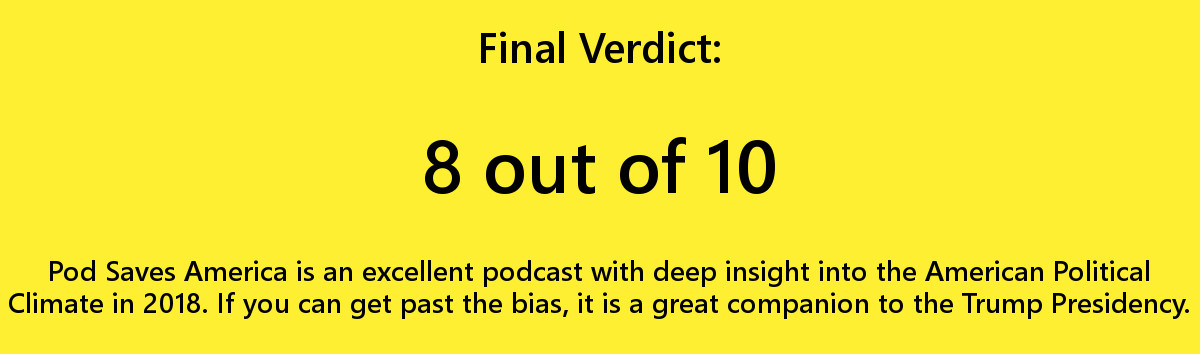 Final Verdict:
8 out of 10
Pod Saves America is an excellent podcast with deep insight into the American Political
Climate in 2018. If you can get past the bias, it is a great companion to the Trump Presidency.